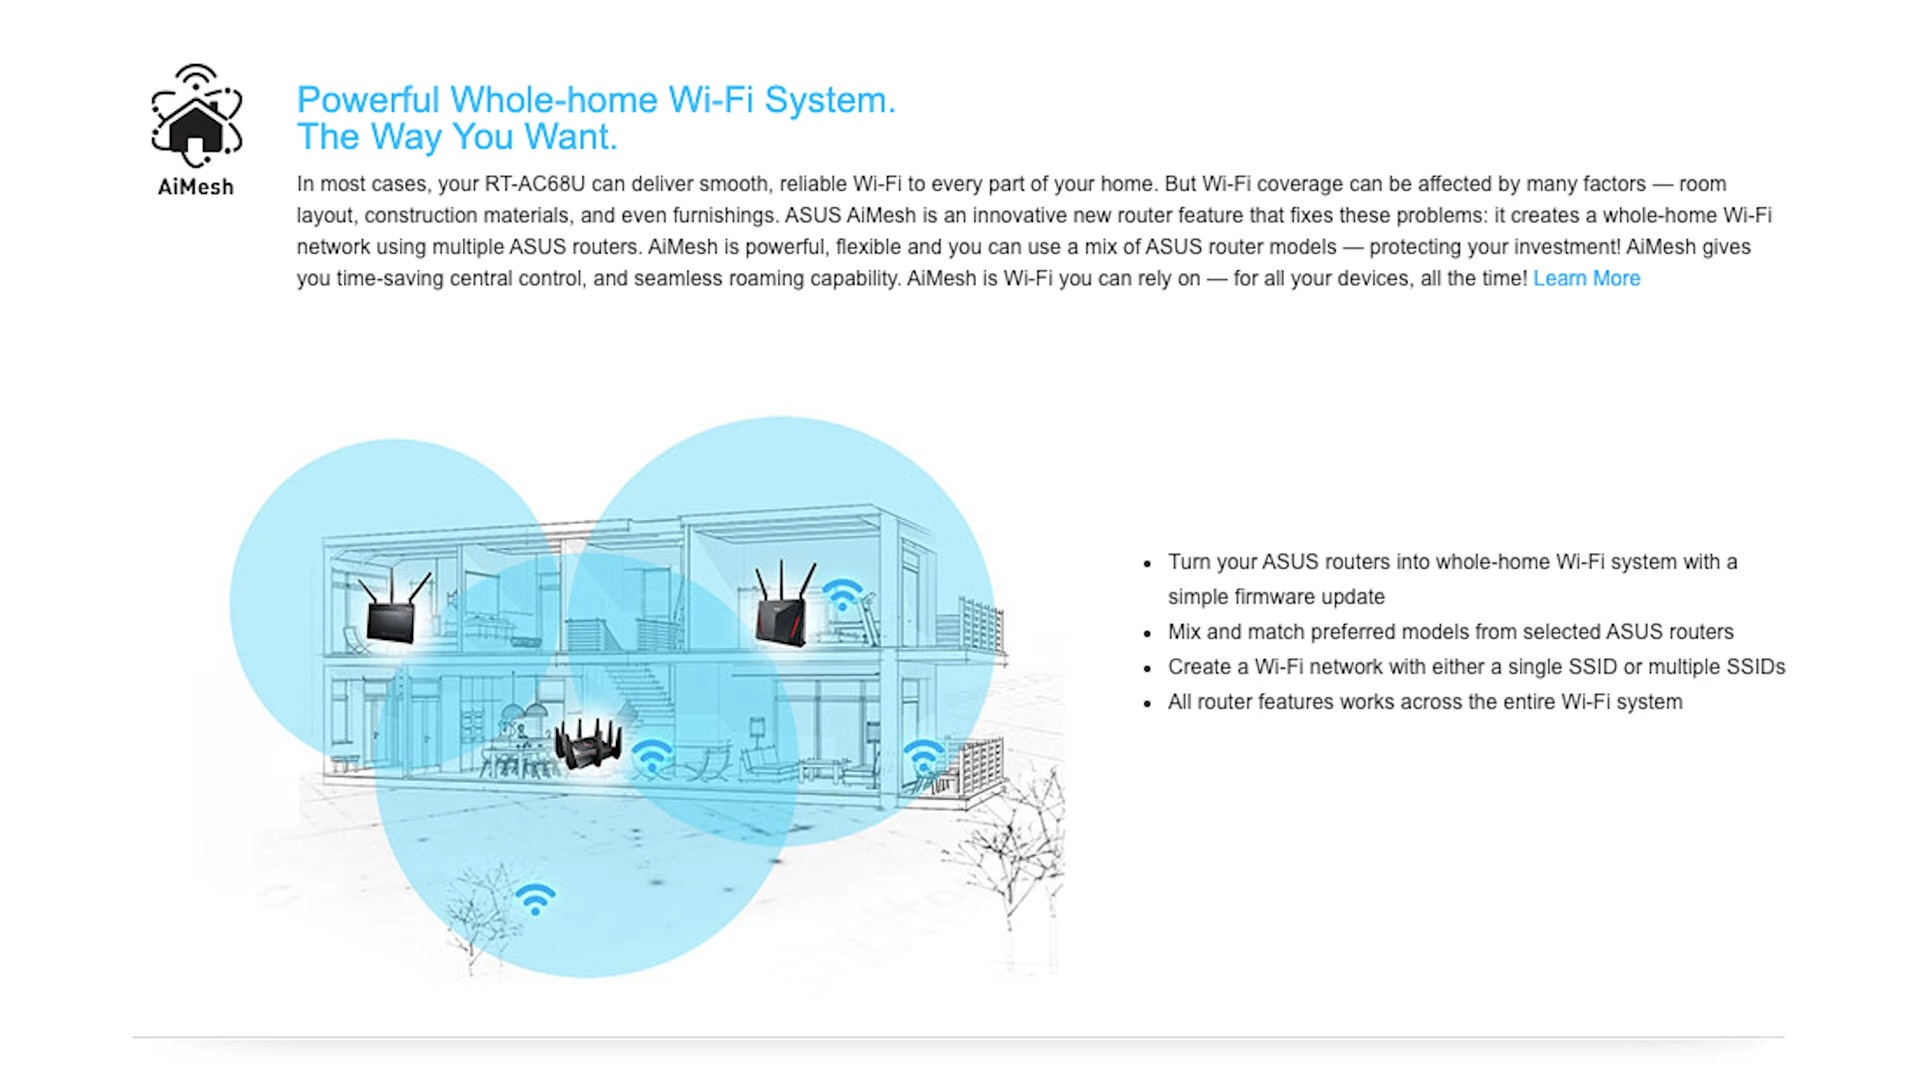 Powerful Whole-home Wi-Fi System.
The Way You Want.
AiMesh
In most cases, your RT-AC68U can deliver smooth, reliable Wi-Fi to every part of your home. But Wi-Fi coverage can be affected by many factors — room
layout, construction materials, and even furnishings. ASUS AiMesh is an innovative new router feature that fixes these problems: it creates a whole-home Wi-Fi
network using multiple ASUS routers. AiMesh is powerful, flexible and you can use a mix of ASUS router models — protecting your investment! AiMesh gives
you time-saving central control, and seamless roaming capability. AiMesh is Wi-Fi you can rely on — for all your devices, all the time! Learn More
• Turn your ASUS routers into whole-home Wi-Fi system with a
simple firmware update
• Mix and match preferred models from selected ASUS routers
• Create a Wi-Fi network with either a single SSID or multiple SSIDs
• All router features works across the entire Wi-Fi system